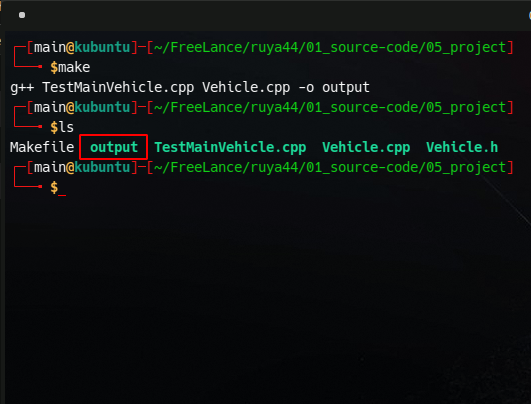 ┌─[main@kubuntu]─[~/FreeLance/ruya44/01_source-code/05_project]
└──╼ $make
g++ TestMainVehicle.cpp Vehicle.cpp -o output
┌─[main@kubuntu]─[~/FreeLance/ruya44/01_source-code/05_project]
└──╼ $ls
Makefile output TestMainVehicle.cpp Vehicle.cpp Vehicle.h
┌─[main@kubuntu]─[~/FreeLance/ruya44/01_source-code/05_project]
└──╼ $_